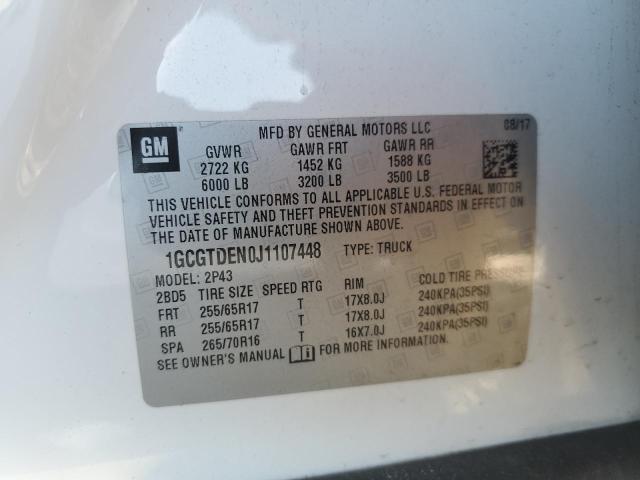 GM
MFD BY GENERAL MOTORS LLC 08/17
GVWR GAWR FRT GAWR RR
2722 KG 1452 KG 1588 KG
6000 LB 3200 LB 3500 LB
THIS VEHICLE CONFORMS TO ALL APPLICABLE U.S. FEDERAL MOTOR
VEHICLE SAFETY AND THEFT PREVENTION STANDARDS IN EFFECT ON
THE DATE OF MANUFACTURE SHOWN ABOVE.
1GCGTDEN0J1107448 TYPE: TRUCK
MODEL: 2P43
2BD5 TIRE SIZE SPEED RTG RIM COLD TIRE PRESSURE
FRT 255/65R17 T 17X8.0J 240KPA(35PSI)
RR 255/65R17 T 17X8.0J 240KPA(35PSI)
SPA 265/70R16 T 16X7.0J 240KPA(35PSI)
SEE OWNER'S MANUAL FOR MORE INFORMATION.